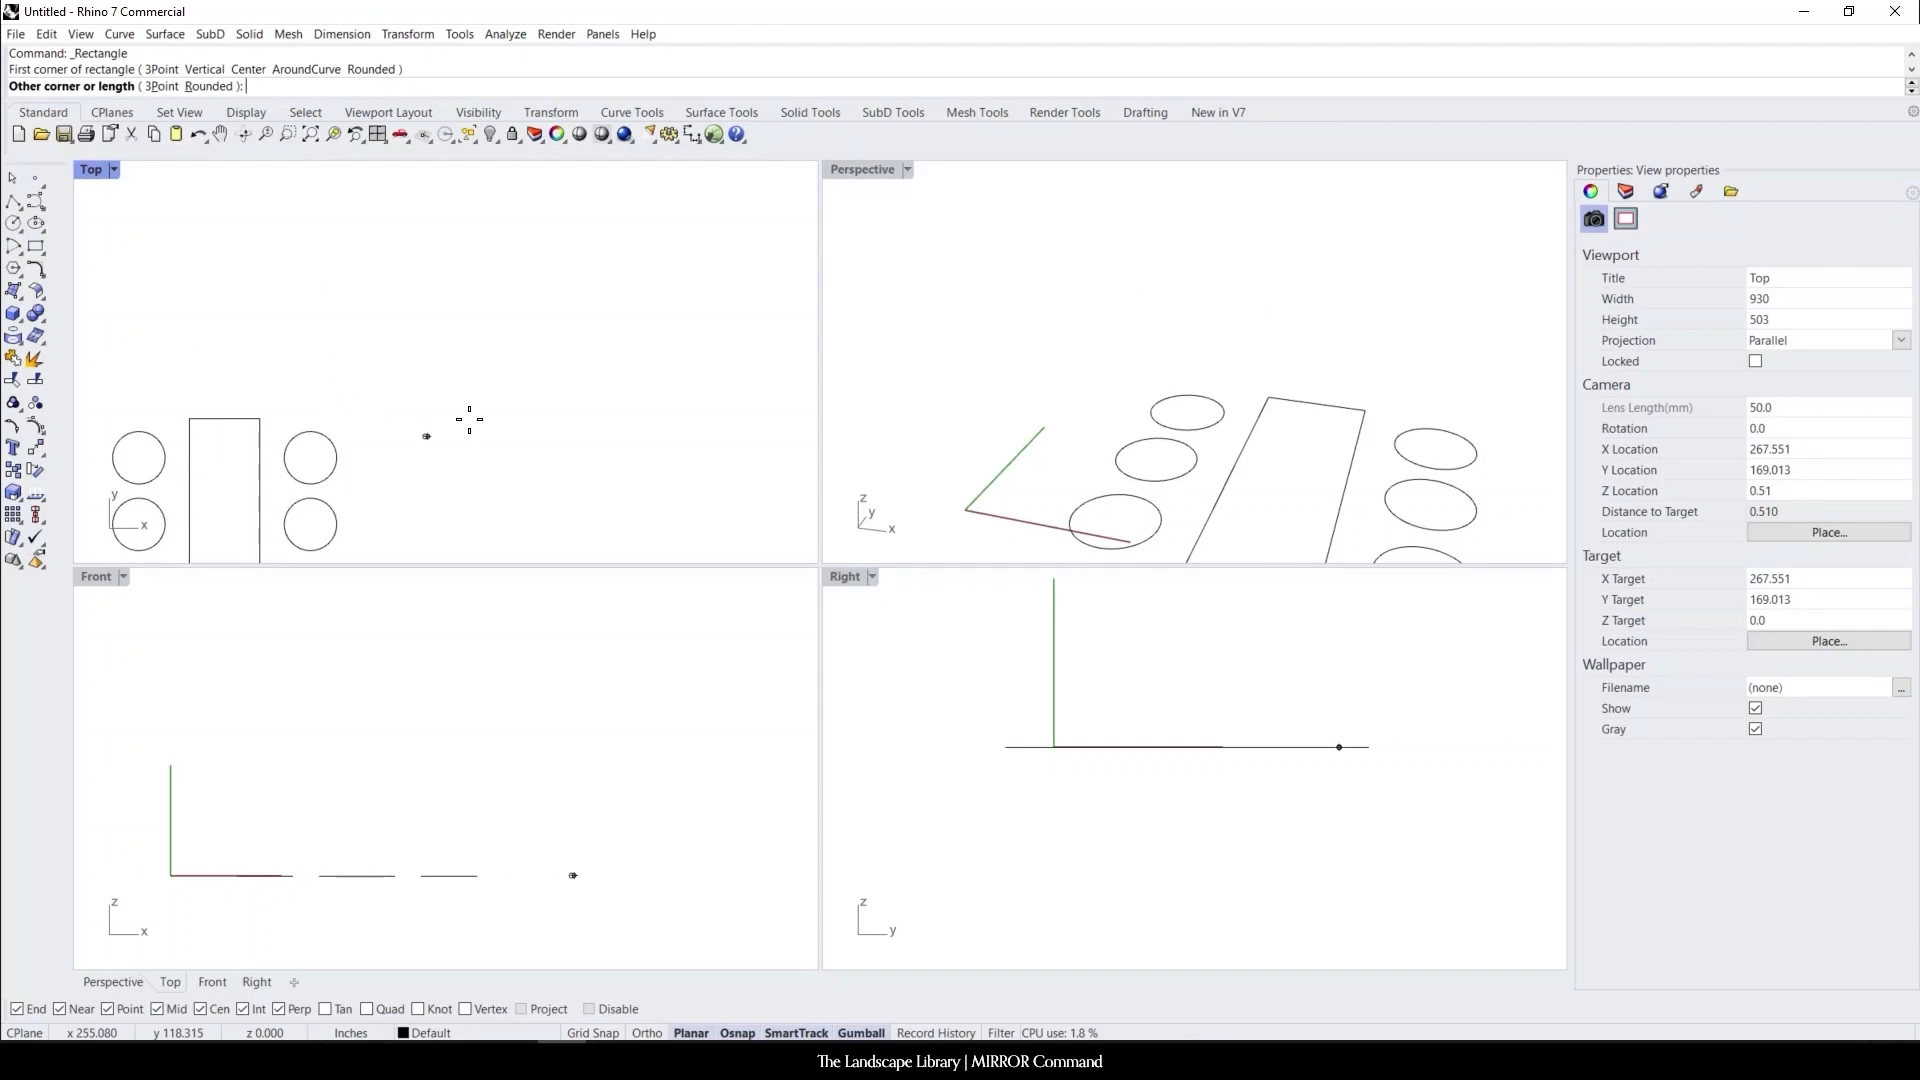 Untitled - Rhino 7 Commercial
File Edit View Curve Surface SubD Solid Mesh Dimension Transform Tools Analyze Render Panels Help
Command: _Rectangle
First corner of rectangle ( 3Point Vertical Center AroundCurve Rounded )
Other corner or length ( 3Point Rounded ):
Standard CPlanes Set View Display Select Viewport Layout Visibility Transform Curve Tools Surface Tools Solid Tools SubD Tools Mesh Tools Render Tools Drafting New in V7
Top
Perspective
Properties: View properties
Viewport
Title Top
Width 930
Height 503
Projection Parallel
Locked
Camera
Lens Length(mm) 50.0
Rotation 0.0
X Location 267.551
Y Location 169.013
Z Location 0.51
Distance to Target 0.510
Location Place...
Target
X Target 267.551
Y Target 169.013
Z Target 0.0
Location Place...
Wallpaper
Filename (none) ...
Show
Gray
y
x
z
y
x
Front
Right
z
x
z
y
Perspective Top Front Right
End Near Point Mid Cen Int Perp Tan Quad Knot Vertex Project Disable
CPlane x 255.080 y 118.315 z 0.000 Inches Default Grid Snap Ortho Planar Osnap SmartTrack Gumball Record History Filter CPU use: 1.8 %
The Landscape Library | MIRROR Command